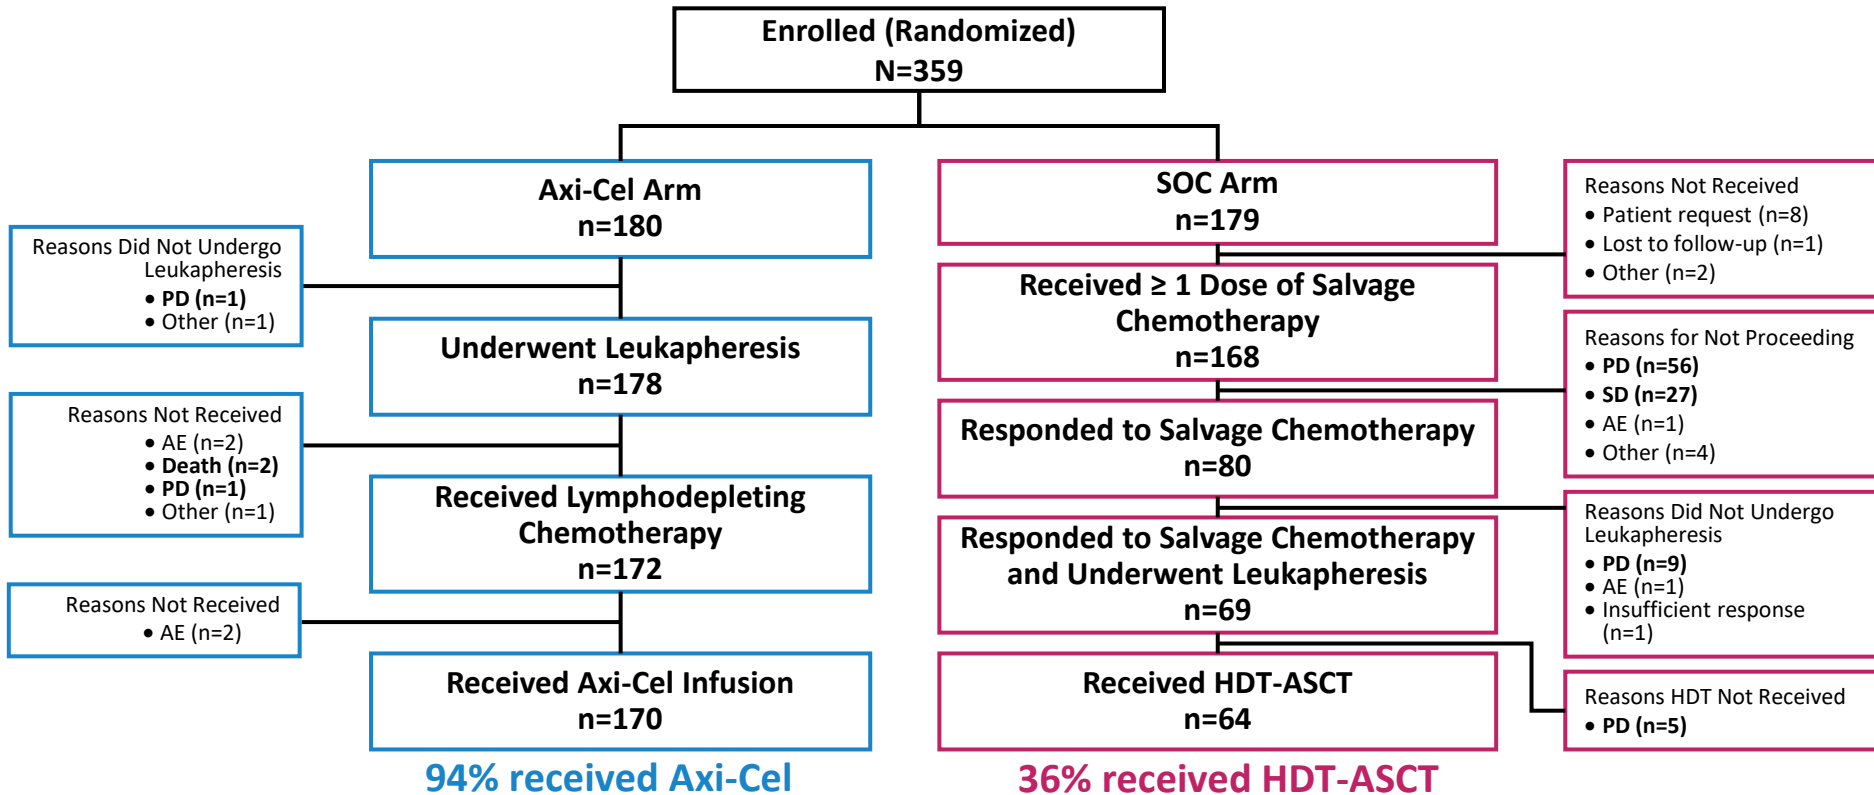 Enrolled (Randomized)
N=359
Axi-Cel Arm
n=180
Reasons Did Not Undergo
Leukapheresis
• PD (n=1)
• Other (n=1)
Underwent Leukapheresis
n=178
Reasons Not Received
• AE (n=2)
• Death (n=2)
• PD (n=1)
• Other (n=1)
Received Lymphodepleting
Chemotherapy
n=172
Reasons Not Received
• AE (n=2)
Received Axi-Cel Infusion
n=170
94% received Axi-Cel
SOC Arm
n=179
Reasons Not Received
• Patient request (n=8)
• Lost to follow-up (n=1)
• Other (n=2)
Received ≥ 1 Dose of Salvage
Chemotherapy
n=168
Reasons for Not Proceeding
• PD (n=56)
• SD (n=27)
• AE (n=1)
• Other (n=4)
Responded to Salvage Chemotherapy
n=80
Reasons Did Not Undergo
Leukapheresis
• PD (n=9)
• AE (n=1)
• Insufficient response
(n=1)
Responded to Salvage Chemotherapy
and Underwent Leukapheresis
n=69
Reasons HDT Not Received
• PD (n=5)
Received HDT-ASCT
n=64
36% received HDT-ASCT